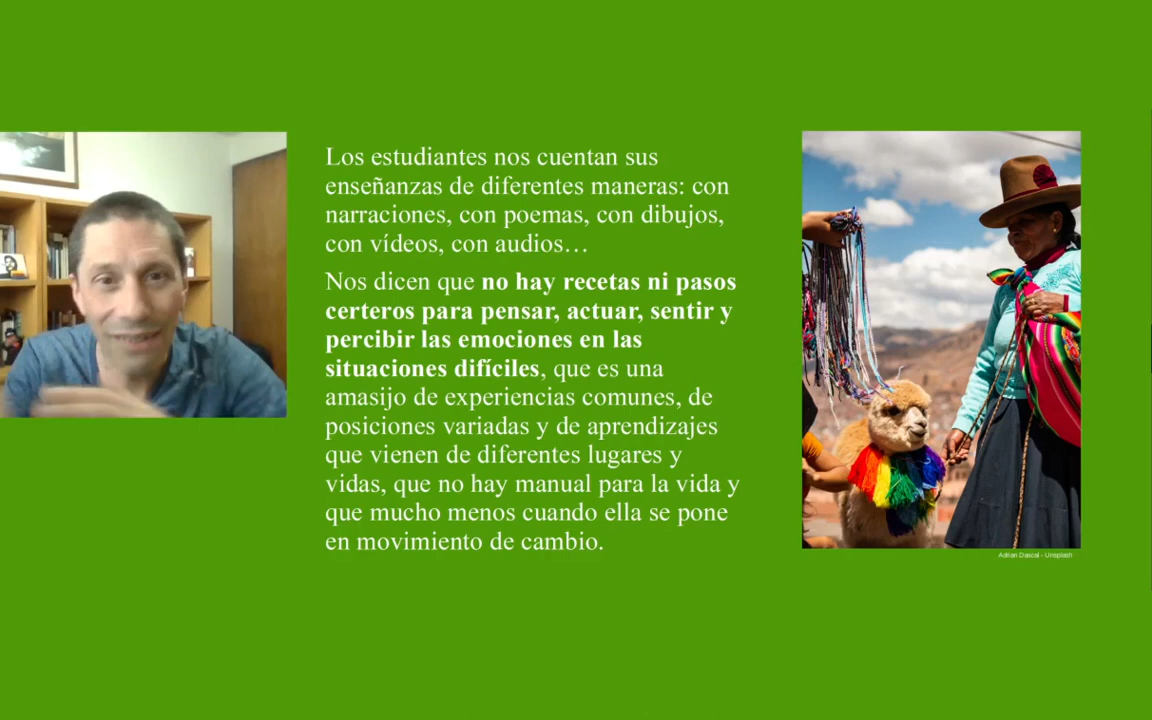 Los estudiantes nos cuentan sus
enseñanzas de diferentes maneras: con
narraciones, con poemas, con dibujos,
con vídeos, con audios…
Nos dicen que no hay recetas ni pasos
certeros para pensar, actuar, sentir y
percibir las emociones en las
situaciones difíciles, que es una
amasijo de experiencias comunes, de
posiciones variadas y de aprendizajes
que vienen de diferentes lugares y
vidas, que no hay manual para la vida y
que mucho menos cuando ella se pone
en movimiento de cambio.
Adrian Dascal - Unsplash